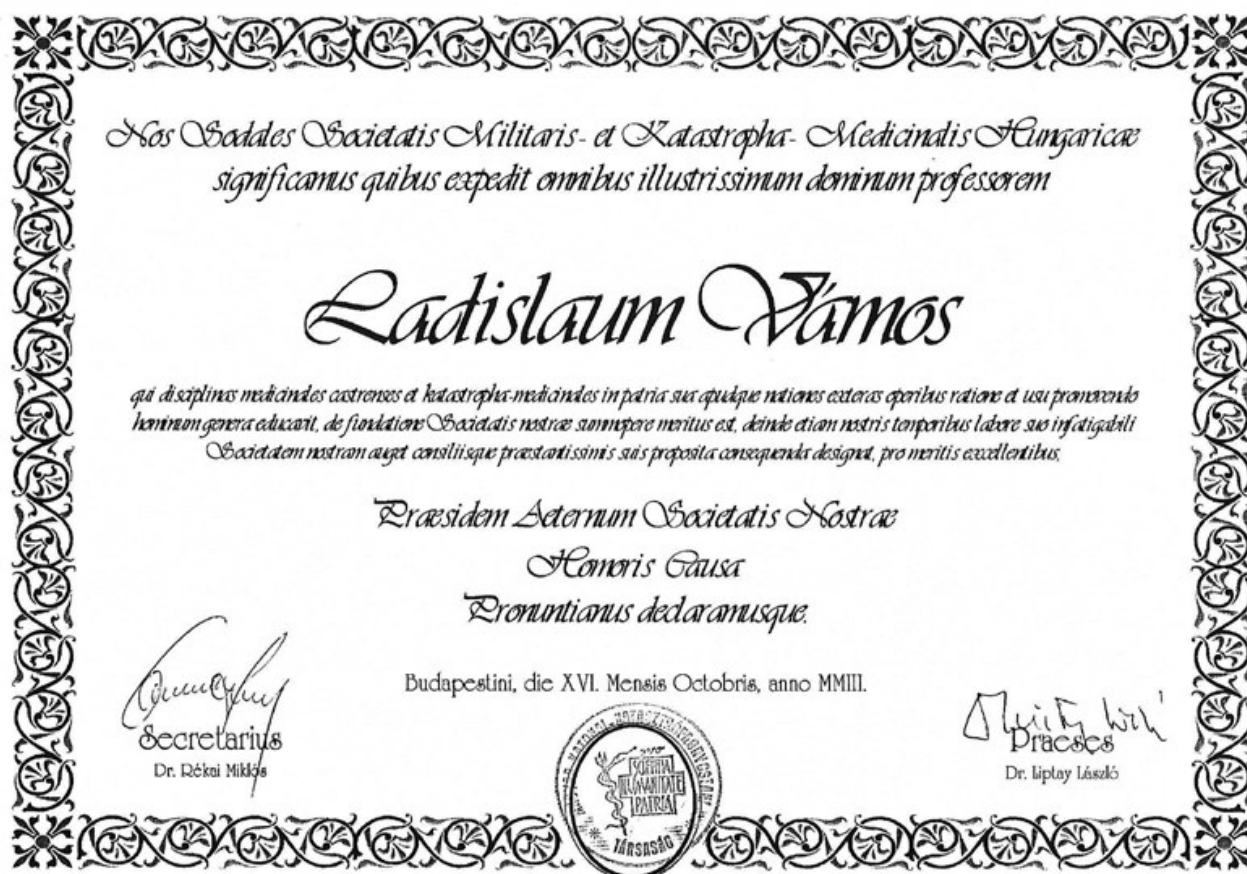 Nos Sodales Societatis Militaris- et Katastropha- Medicinalis Hungaricae
significamus quibus expedit omnibus illustrissimum dominum professorem
Ladislaum Vámos
qui disciplinas medicinales castrenses et katastropha-medicinales in patria sua apudque nationes exteras operibus ratione et usu promovendo
hominum genera educavit, de fundatione Societatis nostrae summopere meritus est, deinde etiam nostris temporibus labore suo infatigabili
Societatem nostram auget consiliisque praestantissimis suis proposita consequenda designat, pro meritis excellentibus,
Praesidem Aeternum Societatis Nostrae
Honoris Causa
Pronuntiamus declaramusque.
Budapestini, die XVI. Mensis Octobris, anno MMIII.
Secretarius
Dr. Rékai Miklós
Praeses
Dr. Liptay László
PRO
SCIENTIA
HUMANITATE
PATRIA
TÁRSASÁG